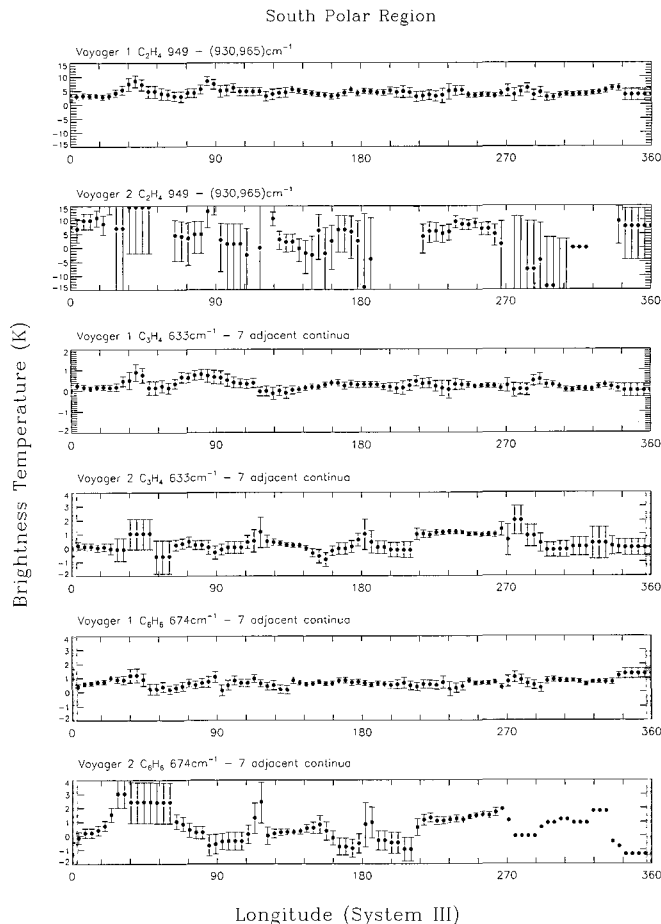 South Polar Region
Voyager 1 C₂H₄ 949 – (930,965)cm⁻¹
15
10
5
0
-5
-10
-15
0 90 180 270 360
Voyager 2 C₂H₄ 949 – (930,965)cm⁻¹
15
10
5
0
-5
-10
-15
0 90 180 270 360
Voyager 1 C₃H₄ 633cm⁻¹ – 7 adjacent continua
2
1
0
-1
-2
0 90 180 270 360
Voyager 2 C₃H₄ 633cm⁻¹ – 7 adjacent continua
4
3
2
1
0
-1
-2
0 90 180 270 360
Voyager 1 C₆H₆ 674cm⁻¹ – 7 adjacent continua
4
3
2
1
0
-1
-2
0 90 180 270 360
Voyager 2 C₆H₆ 674cm⁻¹ – 7 adjacent continua
4
3
2
1
0
-1
-2
0 90 180 270 360
Brightness Temperature (K)
Longitude (System III)